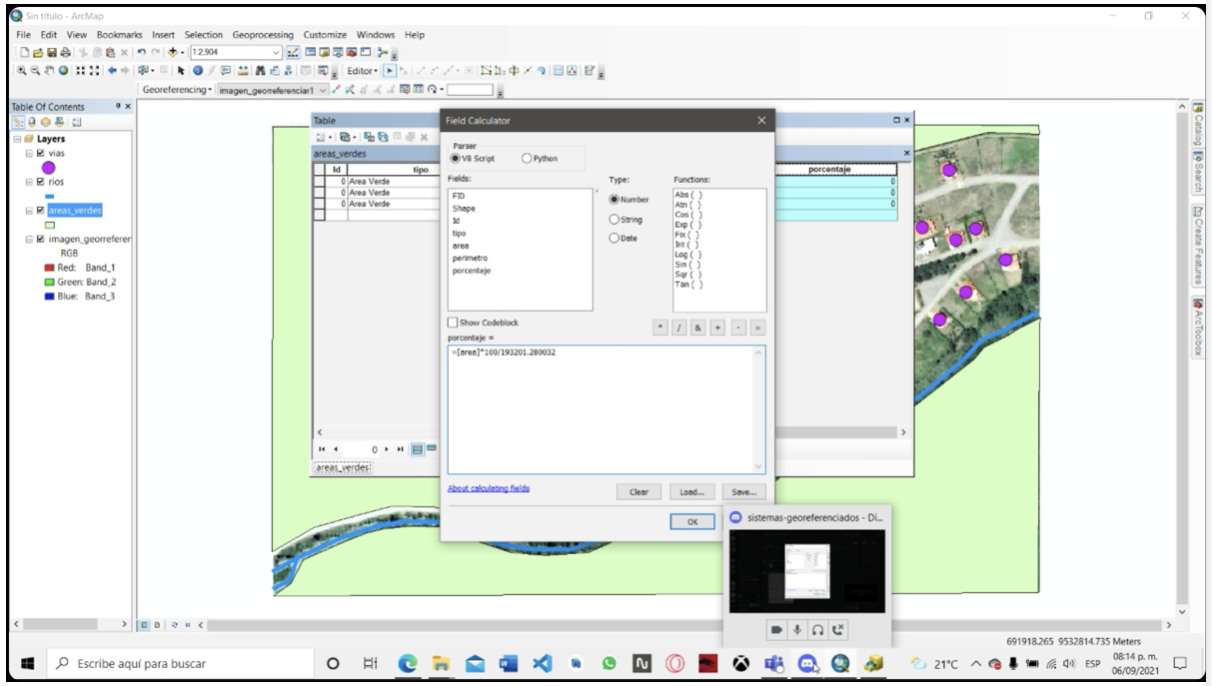 Sin título - ArcMap
File Edit View Bookmarks Insert Selection Geoprocessing Customize Windows Help
1:2,904
Editor
Georeferencing imagen_georreferenciar1
Table Of Contents
Layers
vias
rios
areas_verdes
imagen_georreferer
RGB
Red: Band_1
Green: Band_2
Blue: Band_3
Table
areas_verdes
Id tipo porcentaje
0 Area Verde 0
0 Area Verde 0
0 Area Verde 0
0
areas_verdes
Field Calculator
Parser
VB Script Python
Fields:
FID
Shape
Id
tipo
area
perimetro
porcentaje
Type:
Number
String
Date
Functions:
Abs ( )
Atn ( )
Cos ( )
Exp ( )
Fix ( )
Int ( )
Log ( )
Sin ( )
Sqr ( )
Tan ( )
Show Codeblock
* / & + - =
porcentaje =
=[area]*100/193201.280032
About calculating fields
Clear Load... Save...
OK
Catalog
Search
Create Features
ArcToolbox
sistemas-georeferenciados - Di...
691918.265 9532814.735 Meters
Escribe aquí para buscar
21°C
ESP
08:14 p. m.
06/09/2021